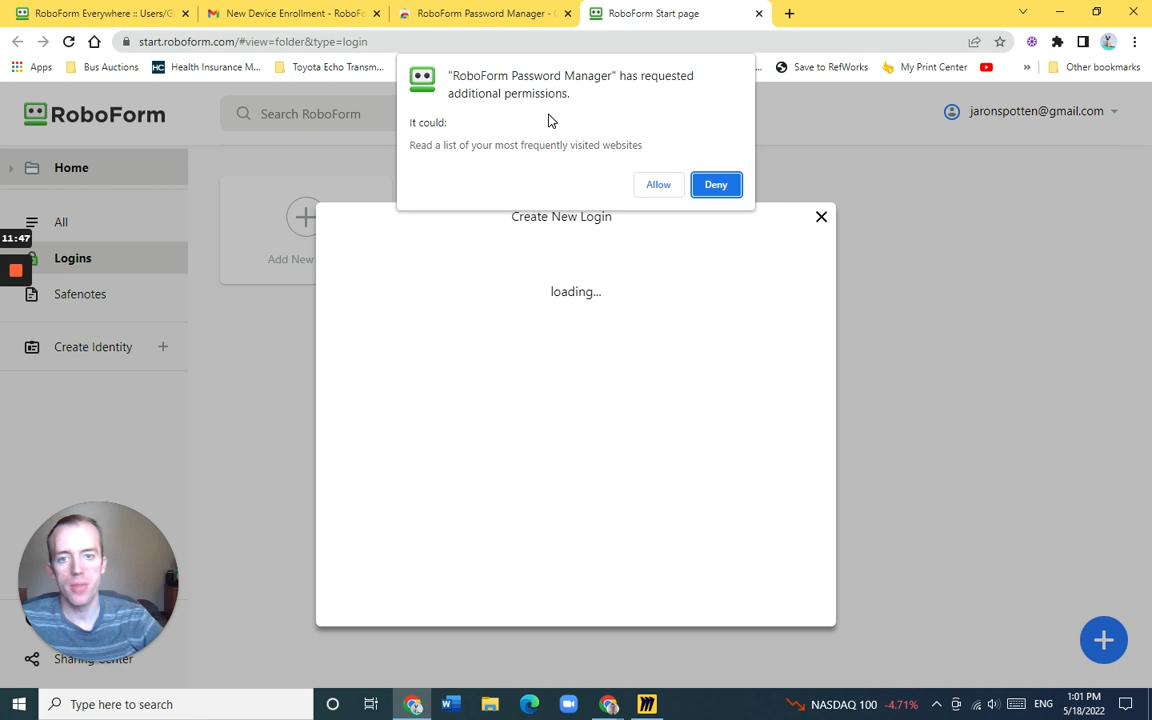 RoboForm Everywhere :: Users/G
New Device Enrollment - RoboFo
RoboForm Password Manager -
RoboForm Start page
start.roboform.com/#view=folder&type=login
Apps
Bus Auctions
HC
Health Insurance M...
Toyota Echo Transm...
Save to RefWorks
My Print Center
»
Other bookmarks
"RoboForm Password Manager" has requested
additional permissions.
It could:
Read a list of your most frequently visited websites
Allow
Deny
RoboForm
Search RoboForm
jaronspotten@gmail.com
Home
All
11:47
Logins
Safenotes
Create Identity
Add New
Create New Login
loading...
Sharing Center
Type here to search
NASDAQ 100 -4.71%
ENG
1:01 PM
5/18/2022